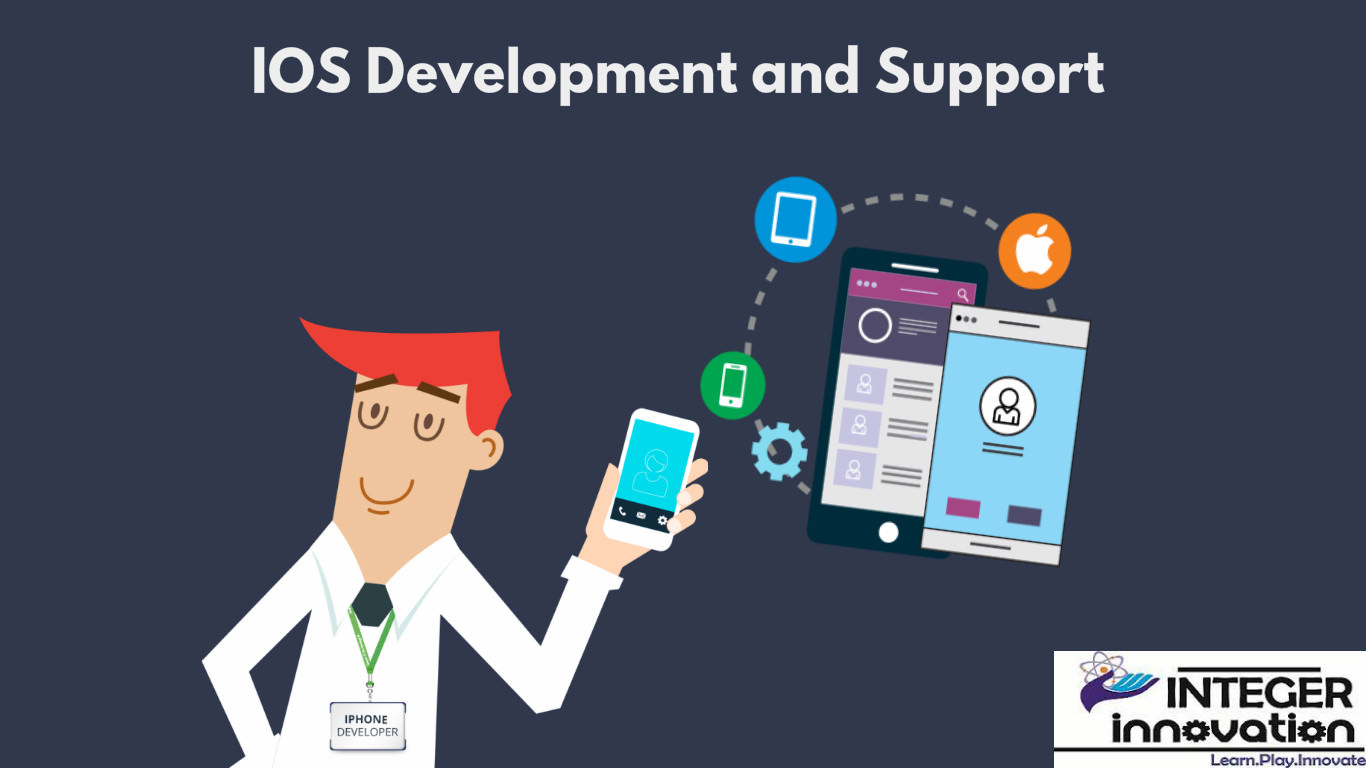 IOS Development and Support
IPHONE
DEVELOPER
INTEGER
innovation
Learn.Play.Innovate